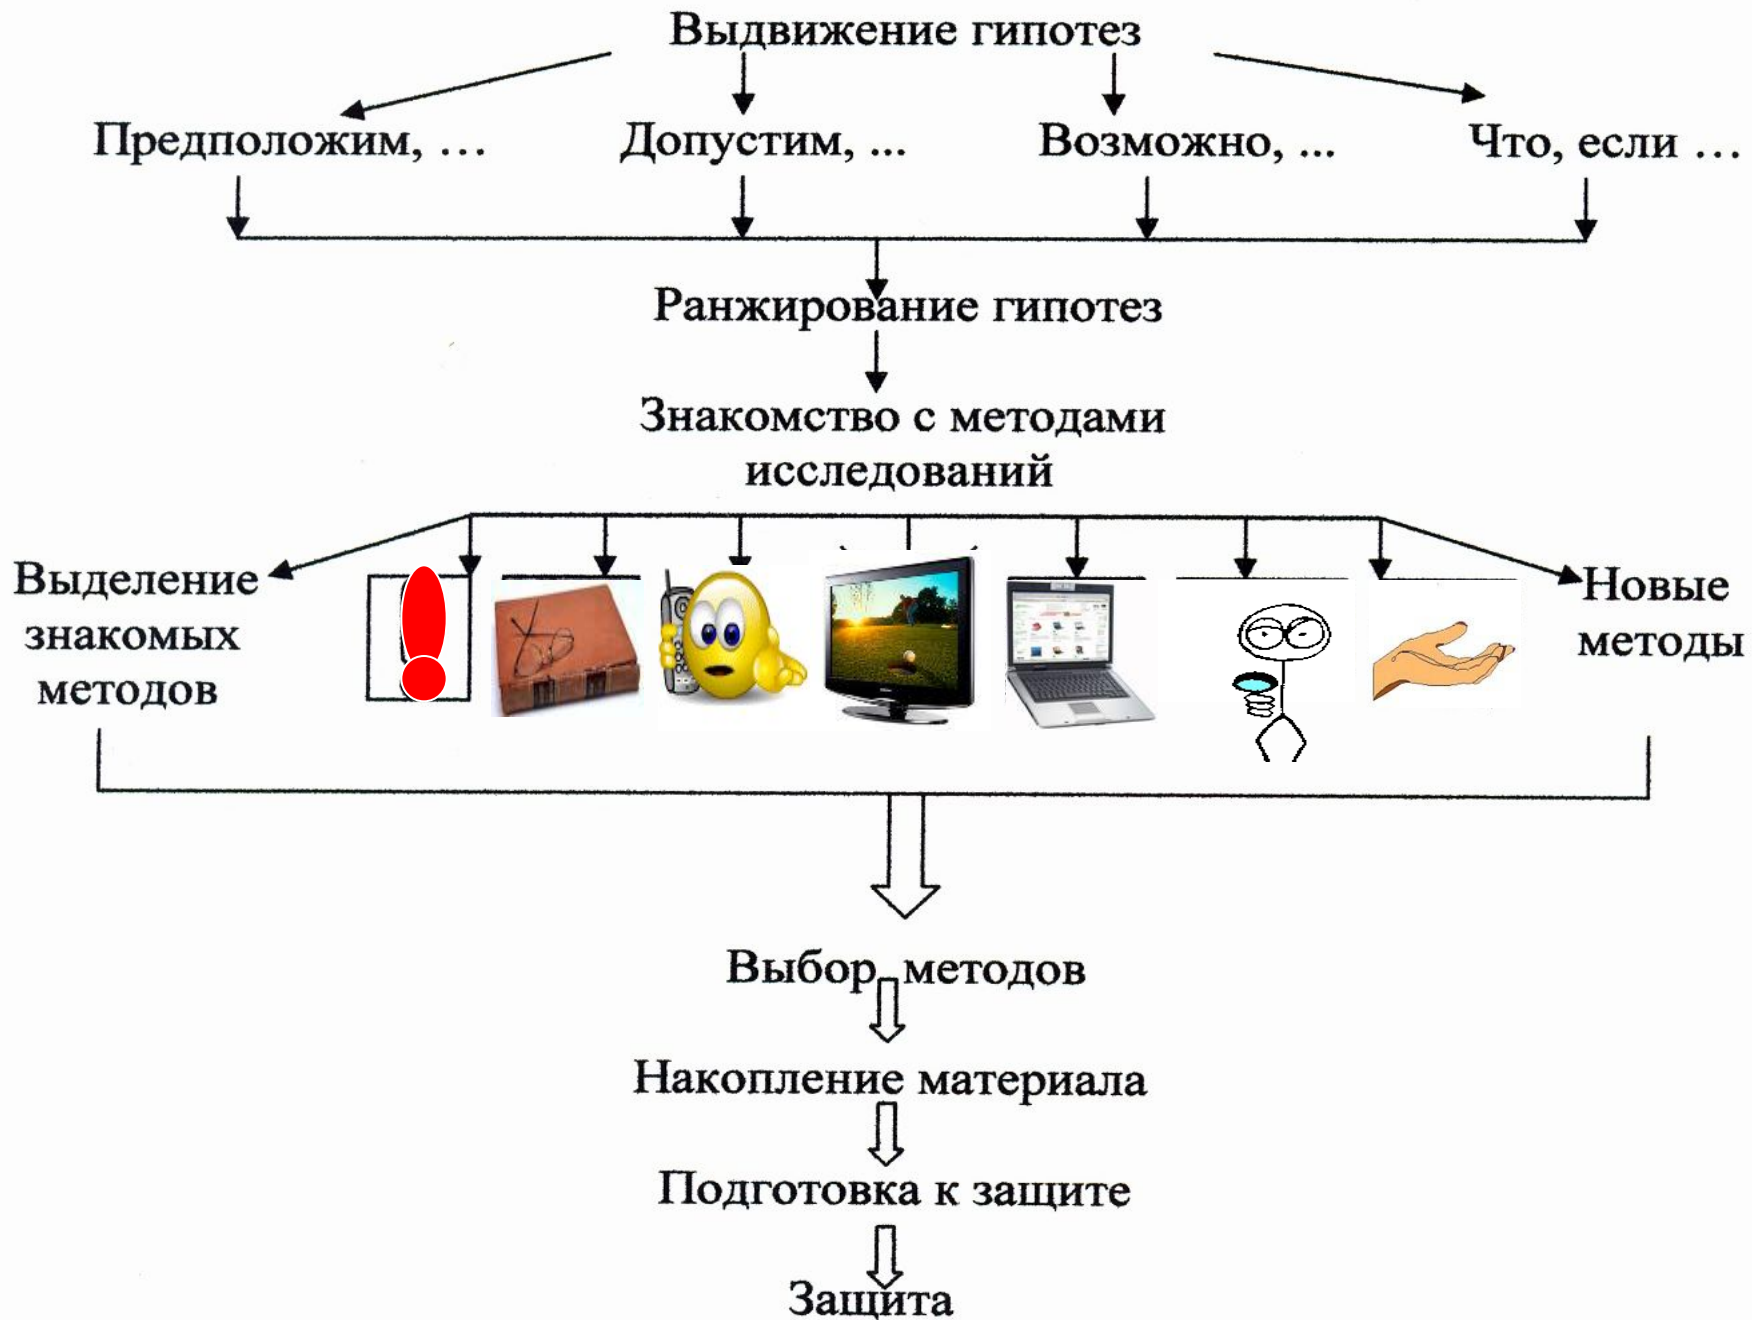 Выдвижение гипотез
Предположим, … Допустим, ... Возможно, ... Что, если …
Ранжирование гипотез
Знакомство с методами
исследований
Выделение
знакомых
методов
Новые
методы
Выбор методов
Накопление материала
Подготовка к защите
Защита